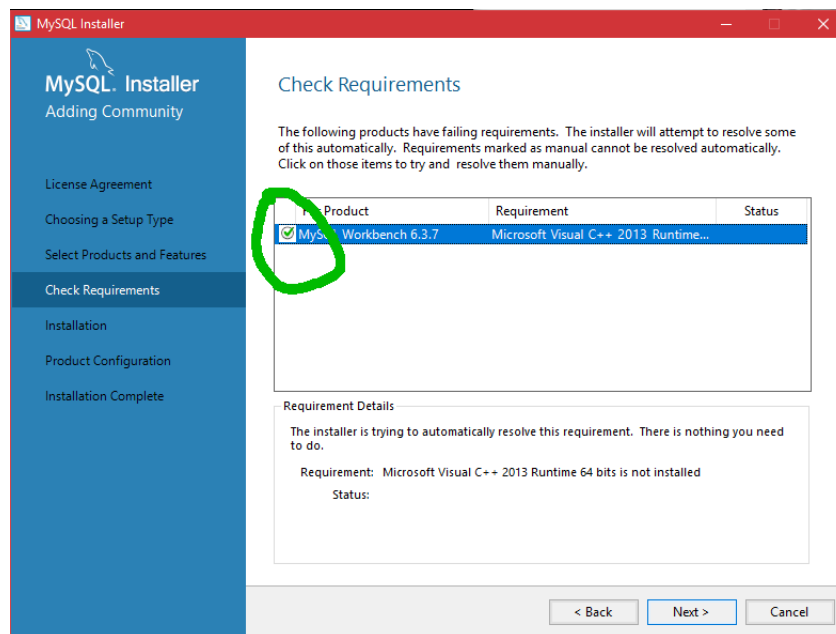 MySQL Installer
MySQL. Installer
Adding Community
License Agreement
Choosing a Setup Type
Select Products and Features
Check Requirements
Installation
Product Configuration
Installation Complete
Check Requirements
The following products have failing requirements. The installer will attempt to resolve some
of this automatically. Requirements marked as manual cannot be resolved automatically.
Click on those items to try and resolve them manually.
Product Requirement Status
MySQL Workbench 6.3.7 Microsoft Visual C++ 2013 Runtime...
Requirement Details
The installer is trying to automatically resolve this requirement. There is nothing you need
to do.
Requirement: Microsoft Visual C++ 2013 Runtime 64 bits is not installed
Status:
< Back Next > Cancel